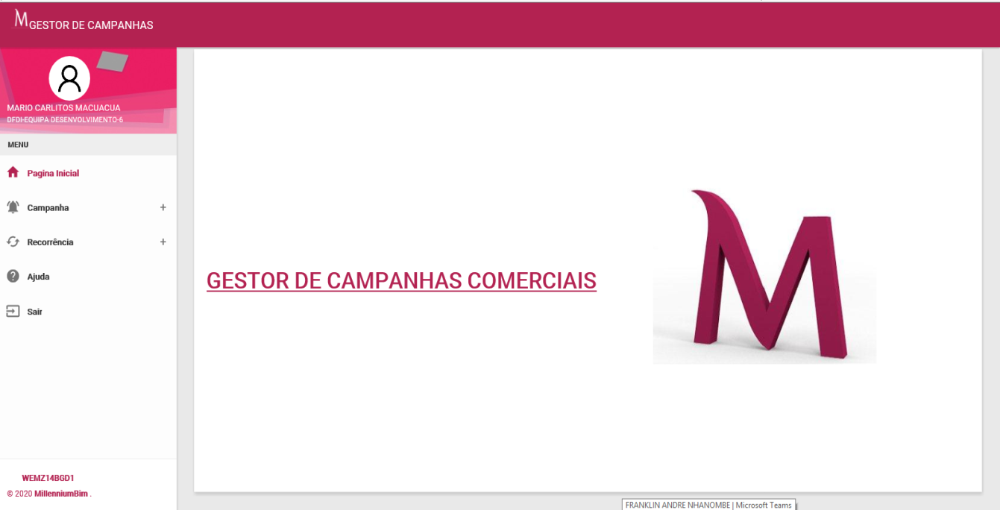 M GESTOR DE CAMPANHAS
MARIO CARLITOS MACUACUA
DFDI-EQUIPA DESENVOLVIMENTO-6
MENU
Pagina Inicial
Campanha +
Recorrência +
Ajuda
Sair
GESTOR DE CAMPANHAS COMERCIAIS
M
WEMZ14BGD1
© 2020 MillenniumBim .
FRANKLIN ANDRE NHANOMBE | Microsoft Teams